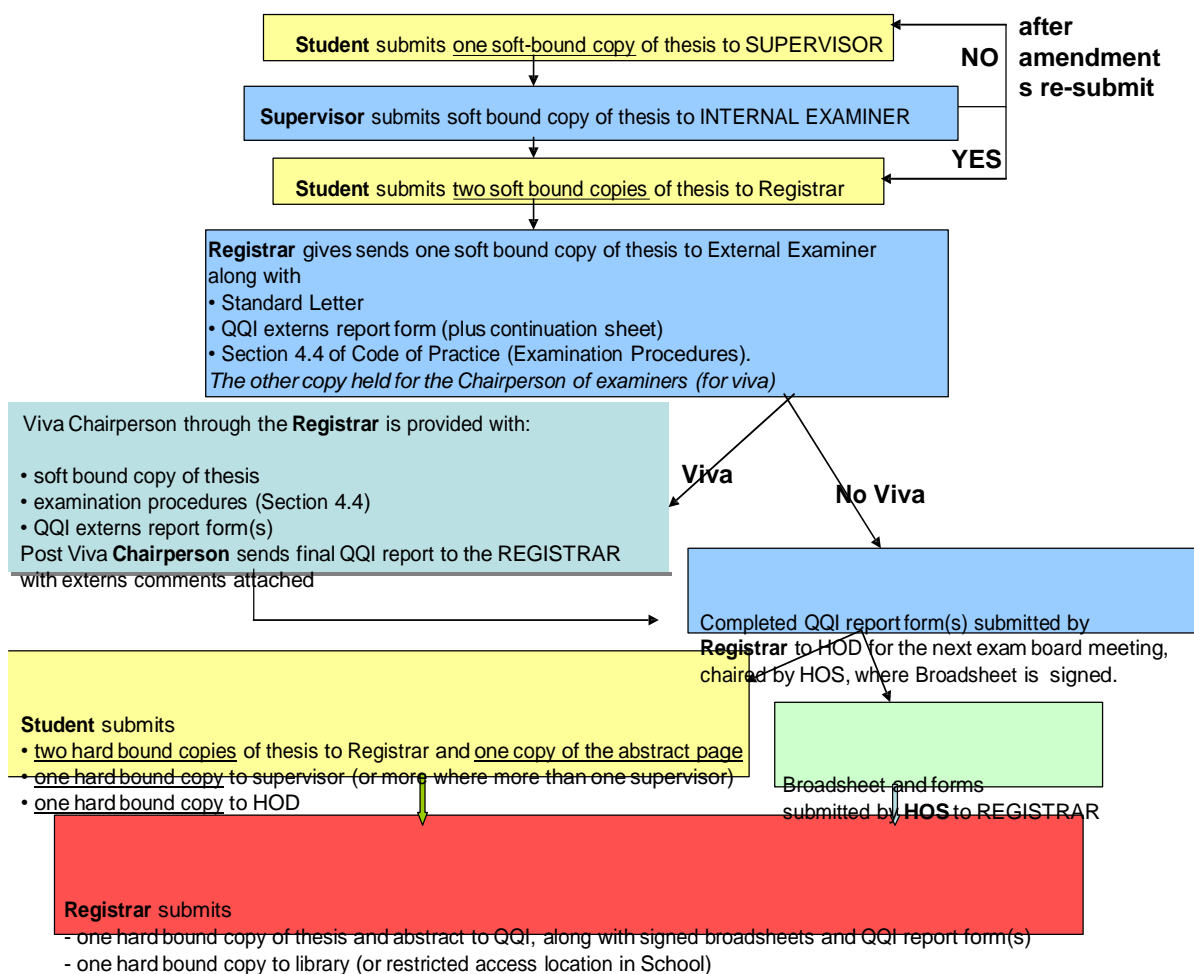 Student submits one soft-bound copy of thesis to SUPERVISOR
after
amendment
s re-submit
NO
Supervisor submits soft bound copy of thesis to INTERNAL EXAMINER
YES
Student submits two soft bound copies of thesis to Registrar
Registrar gives sends one soft bound copy of thesis to External Examiner
along with
• Standard Letter
• QQI externs report form (plus continuation sheet)
• Section 4.4 of Code of Practice (Examination Procedures).
The other copy held for the Chairperson of examiners (for viva)
Viva Chairperson through the Registrar is provided with:
• soft bound copy of thesis
• examination procedures (Section 4.4)
• QQI externs report form(s)
Post Viva Chairperson sends final QQI report to the REGISTRAR
with externs comments attached
Viva
No Viva
Completed QQI report form(s) submitted by
Registrar to HOD for the next exam board meeting,
chaired by HOS, where Broadsheet is signed.
Student submits
• two hard bound copies of thesis to Registrar and one copy of the abstract page
• one hard bound copy to supervisor (or more where more than one supervisor)
• one hard bound copy to HOD
Broadsheet and forms
submitted by HOS to REGISTRAR
Registrar submits
- one hard bound copy of thesis and abstract to QQI, along with signed broadsheets and QQI report form(s)
- one hard bound copy to library (or restricted access location in School)